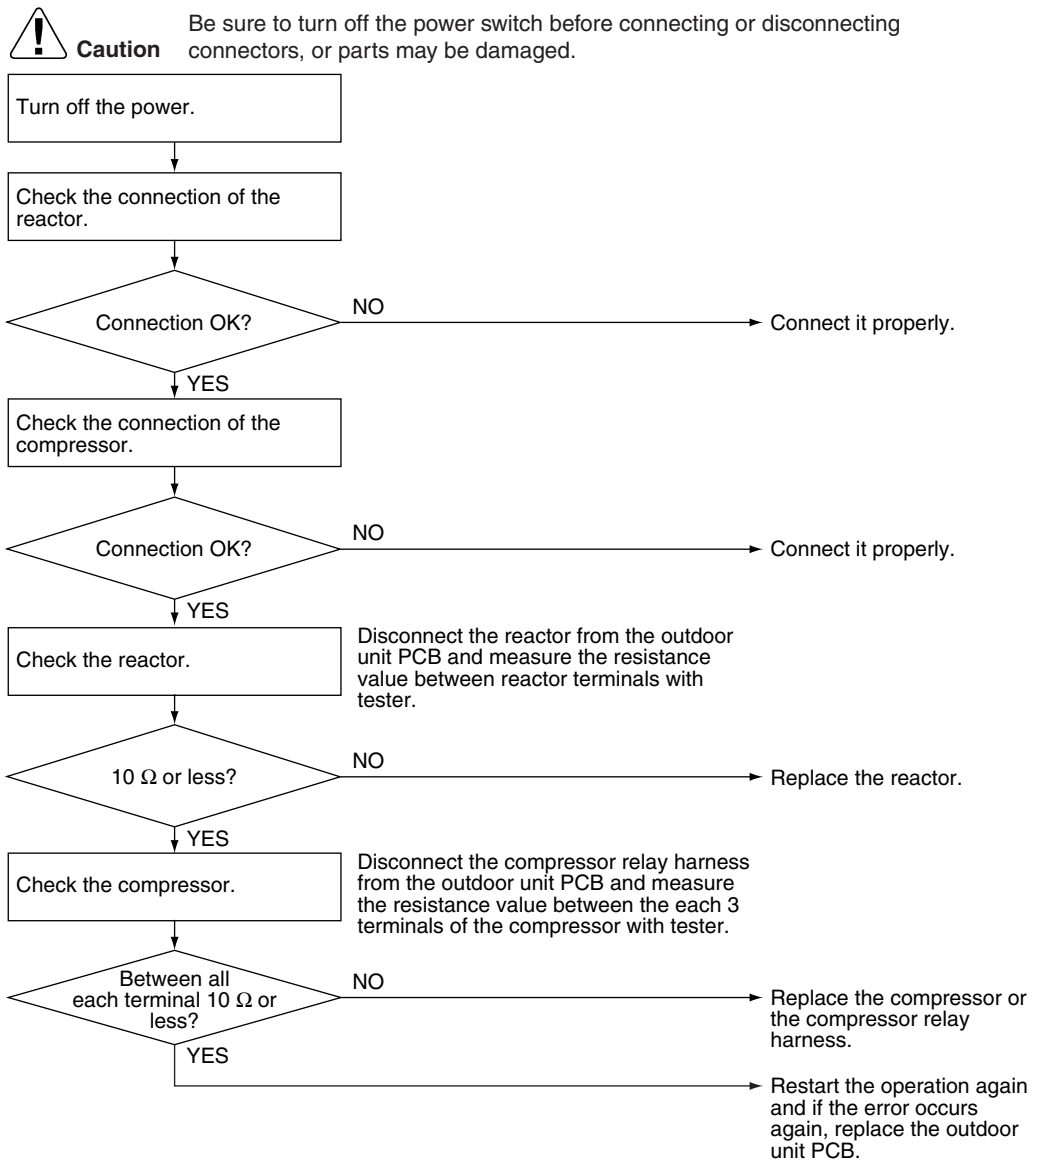 Be sure to turn off the power switch before connecting or disconnecting
Caution connectors, or parts may be damaged.
Turn off the power.
Check the connection of the
reactor.
Connection OK?
NO
Connect it properly.
YES
Check the connection of the
compressor.
Connection OK?
NO
Connect it properly.
YES
Check the reactor.
Disconnect the reactor from the outdoor
unit PCB and measure the resistance
value between reactor terminals with
tester.
10 Ω or less?
NO
Replace the reactor.
YES
Check the compressor.
Disconnect the compressor relay harness
from the outdoor unit PCB and measure
the resistance value between the each 3
terminals of the compressor with tester.
Between all
each terminal 10 Ω or
less?
NO
Replace the compressor or
the compressor relay
harness.
YES
Restart the operation again
and if the error occurs
again, replace the outdoor
unit PCB.